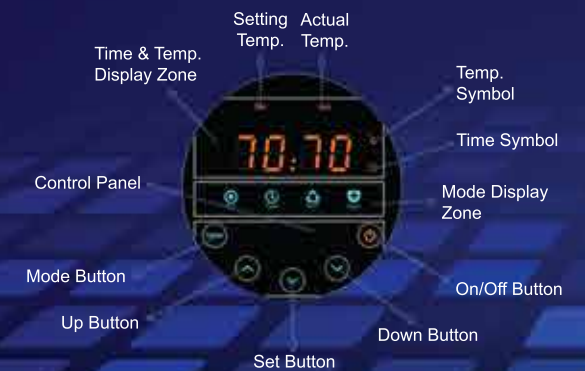 Setting Temp.
Actual Temp.
Time & Temp.
Display Zone
Temp.
Symbol
70:70
Time Symbol
Control Panel
Mode Display
Zone
Mode Button
On/Off Button
Up Button
Down Button
Set Button